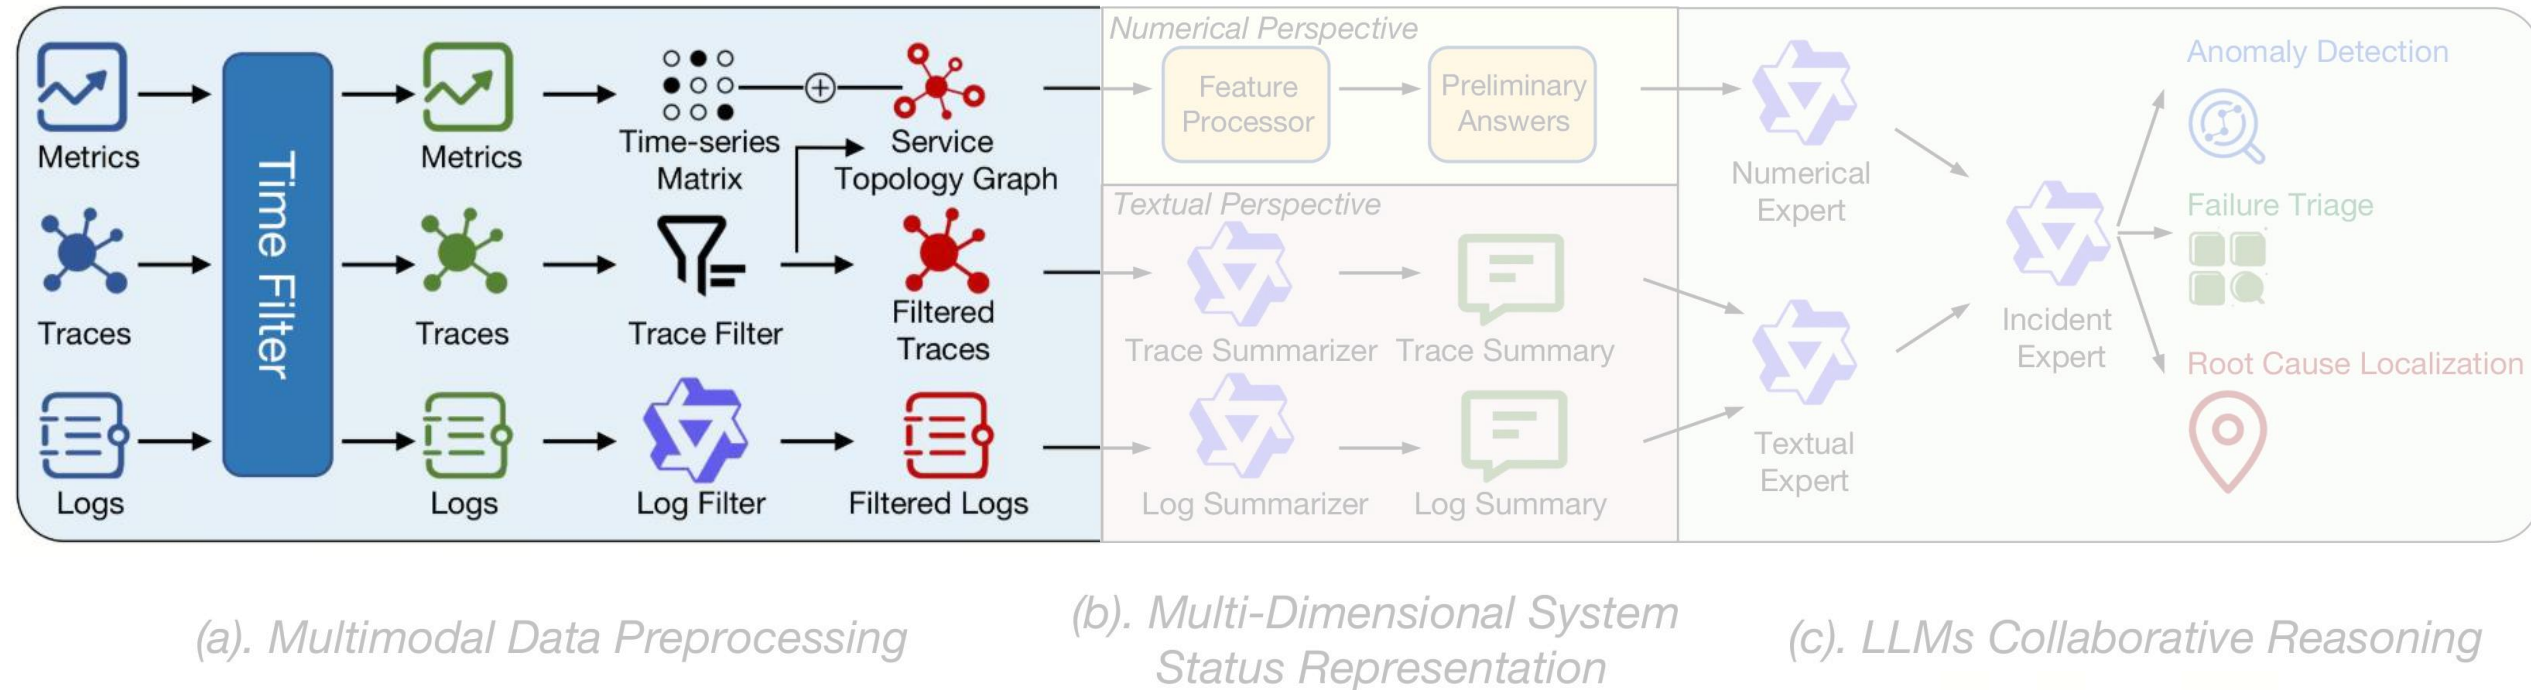 Metrics
Traces
Logs
Time Filter
Metrics
Traces
Logs
Time-series
Matrix
Trace Filter
Log Filter
Service
Topology Graph
Filtered
Traces
Filtered Logs
Numerical Perspective
Feature
Processor
Preliminary
Answers
Textual Perspective
Trace Summarizer
Trace Summary
Log Summarizer
Log Summary
Numerical
Expert
Textual
Expert
Incident
Expert
Anomaly Detection
Failure Triage
Root Cause Localization
(a). Multimodal Data Preprocessing
(b). Multi-Dimensional System
Status Representation
(c). LLMs Collaborative Reasoning